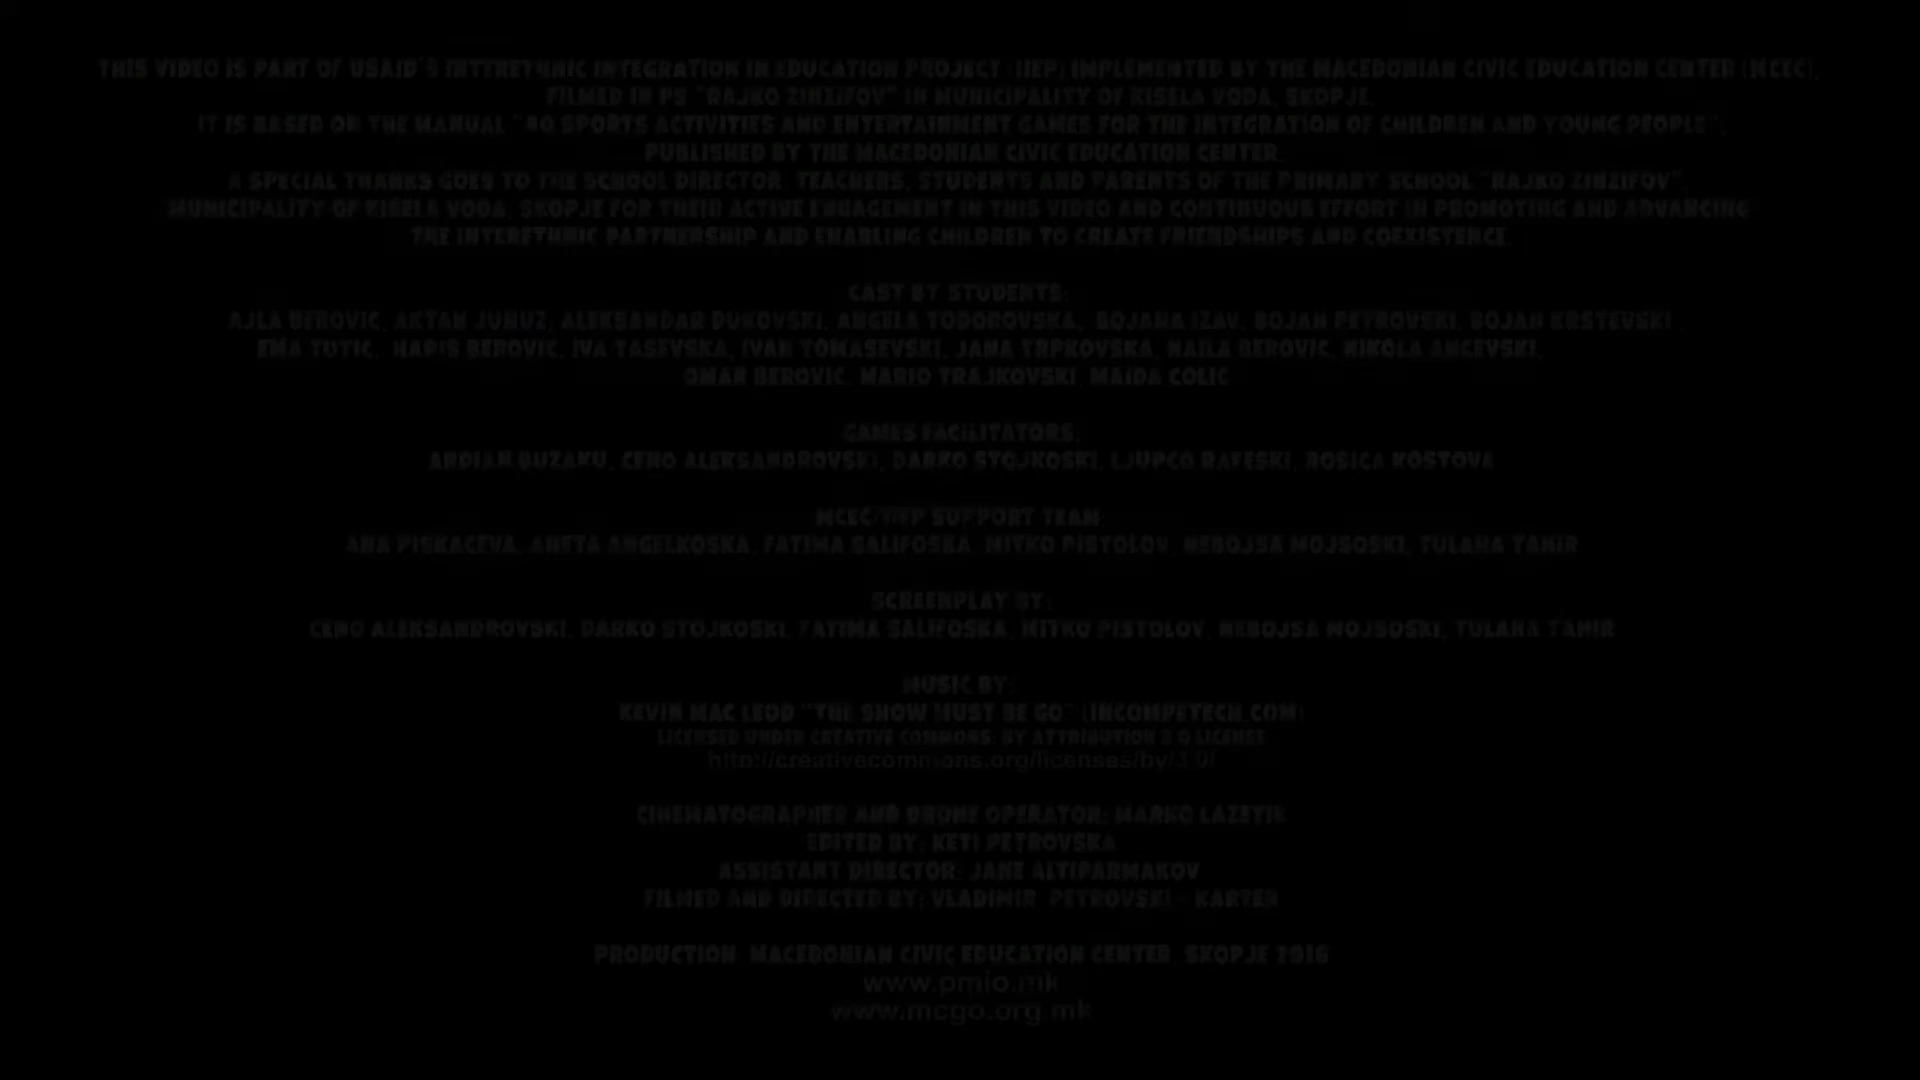 THIS VIDEO IS PART OF USAID'S INTERETHNIC INTEGRATION IN EDUCATION PROJECT (IIEP) IMPLEMENTED BY THE MACEDONIAN CIVIC EDUCATION CENTER (MCEC),
FILMED IN PS "RAJKO ZINZIFOV" IN MUNICIPALITY OF KISELA VODA, SKOPJE.
IT IS BASED ON THE MANUAL "40 SPORTS ACTIVITIES AND ENTERTAINMENT GAMES FOR THE INTEGRATION OF CHILDREN AND YOUNG PEOPLE",
PUBLISHED BY THE MACEDONIAN CIVIC EDUCATION CENTER.
A SPECIAL THANKS GOES TO THE SCHOOL DIRECTOR, TEACHERS, STUDENTS AND PARENTS OF THE PRIMARY SCHOOL "RAJKO ZINZIFOV",
MUNICIPALITY OF KISELA VODA, SKOPJE FOR THEIR ACTIVE ENGAGEMENT IN THIS VIDEO AND CONTINUOUS EFFORT IN PROMOTING AND ADVANCING
THE INTERETHNIC PARTNERSHIP AND ENABLING CHILDREN TO CREATE FRIENDSHIPS AND COEXISTENCE.
CAST BY STUDENTS:
AJLA BEROVIC, AKTAN JUNUZ, ALEKSANDAR DUKOVSKI, ANGELA TODOROVSKA, BOJANA IZAV, BOJAN PETROVSKI, BOJAN KRSTEVSKI,
EMA TUTIC, HARIS BEROVIC, IVA TASEVSKA, IVAN TOMASEVSKI, JANA TRPKOVSKA, NAILA BEROVIC, NIKOLA ANCEVSKI,
OMAR BEROVIC, MARIO TRAJKOVSKI, MAIDA COLIC
GAMES FACILITATORS:
CENO ALEKSANDROVSKI, DARKO STOJKOSKI, LJUPCO RAFESKI, ROSICA KOSTOVA
MCEC/IIEP SUPPORT TEAM:
ANA PISKACEVA, ANETA ANGELKOSKA, FATIMA SALIFOSKA, MITKO PISTOLOV, NEBOJSA MOJSOSKI, TULAHA TAHIR
SCREENPLAY BY:
CENO ALEKSANDROVSKI, DARKO STOJKOSKI, FATIMA SALIFOSKA, MITKO PISTOLOV, NEBOJSA MOJSOSKI, TULAHA TAHIR
MUSIC BY:
KEVIN MAC LEOD "THE SHOW MUST BE GO" (INCOMPETECH.COM)
LICENSED UNDER CREATIVE COMMONS: BY ATTRIBUTION 3.0 LICENSE
http://creativecommons.org/licenses/by/3.0/
CINEMATOGRAPHER AND DRONE OPERATOR: MARKO LAZETIK
EDITED BY: KETI PETROVSKA
ASSISTANT DIRECTOR: JANE ALTIPARMAKOV
FILMED AND DIRECTED BY: VLADIMIR PETROVSKI - KARTER
PRODUCTION: MACEDONIAN CIVIC EDUCATION CENTER, SKOPJE 2016
www.pmio.mk
www.mcgo.org.mk